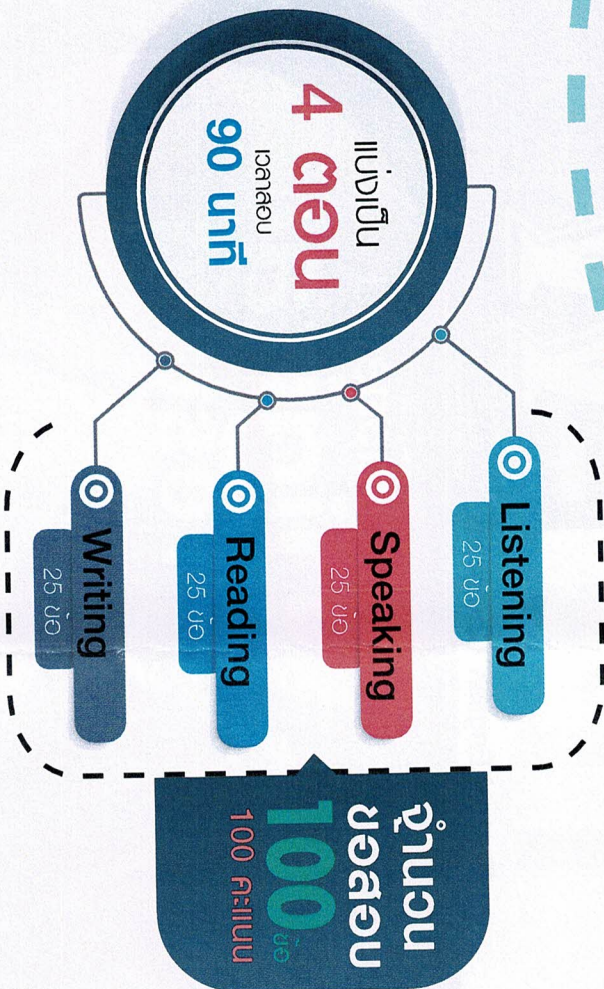 แบ่งเป็น
4 ตอน
เวลาสอบ
90 นาที
Listening
25 ข้อ
Speaking
25 ข้อ
Reading
25 ข้อ
Writing
25 ข้อ
จำนวน
ข้อสอบ
100 ข้อ
100 คะแนน